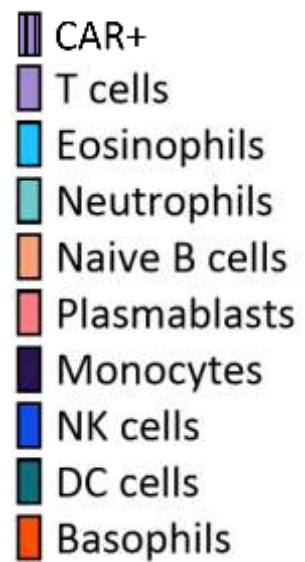 CAR+
T cells
Eosinophils
Neutrophils
Naive B cells
Plasmablasts
Monocytes
NK cells
DC cells
Basophils